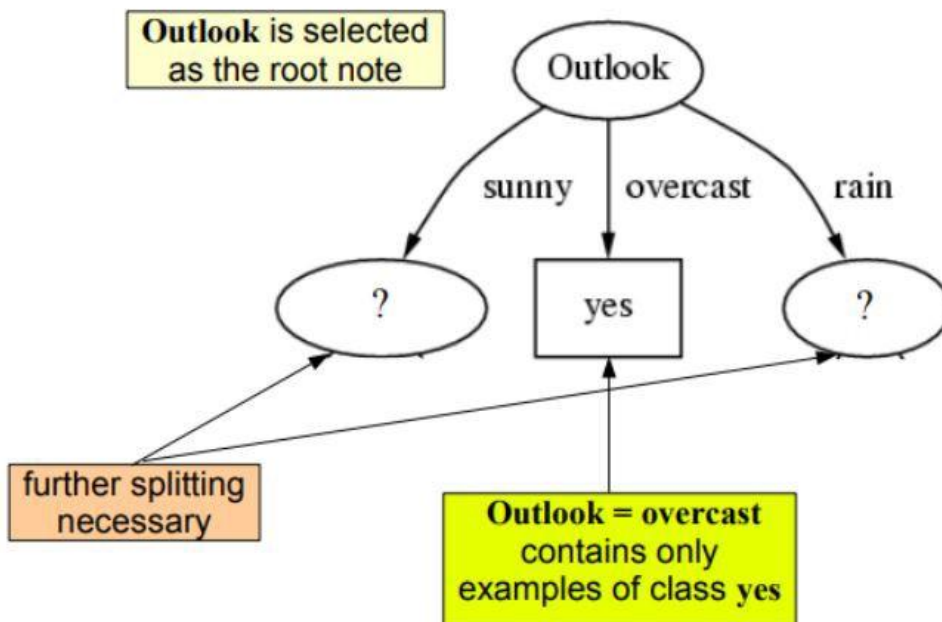 Outlook is selected
as the root note
Outlook
sunny
overcast
rain
?
yes
?
further splitting
necessary
Outlook = overcast
contains only
examples of class yes